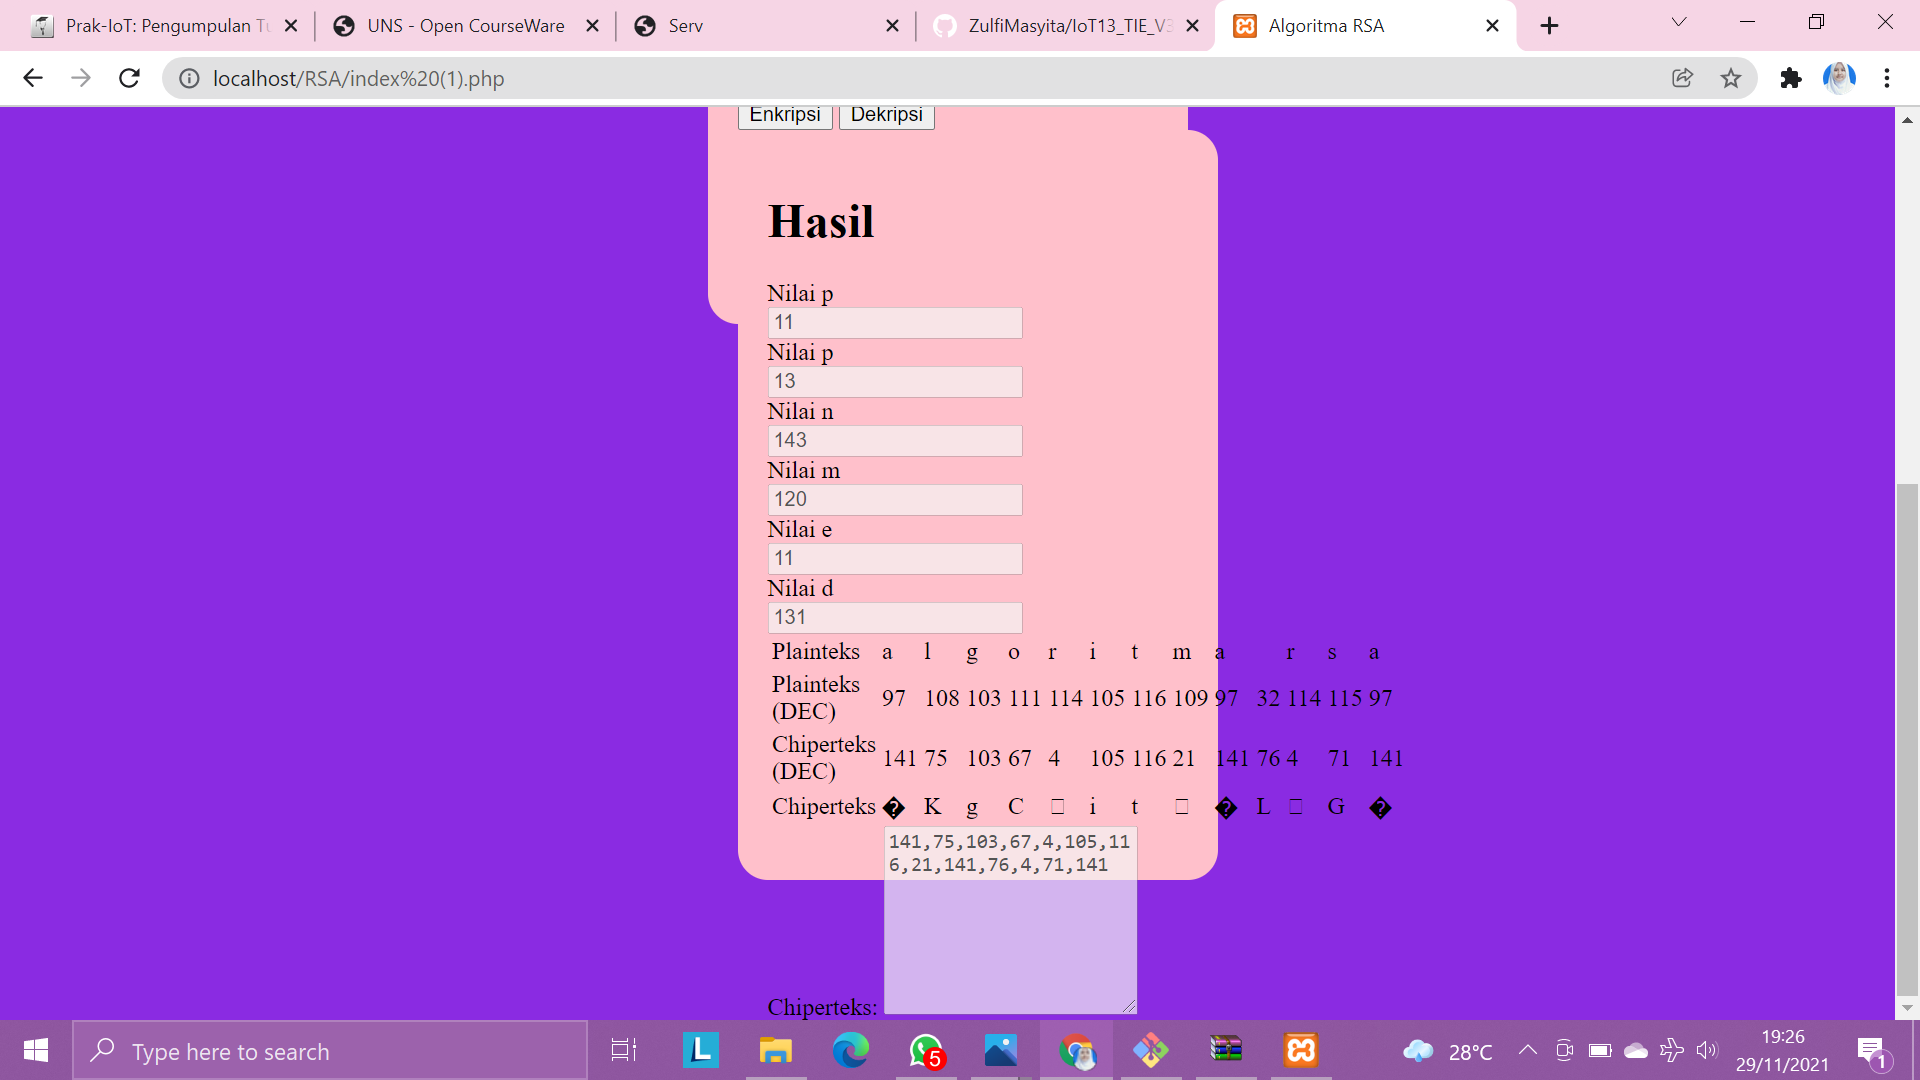 Prak-IoT: Pengumpulan Tu
UNS - Open CourseWare
Serv
ZulfiMasyita/IoT13_TIE_V3
Algoritma RSA
localhost/RSA/index%20(1).php
Enkripsi Dekripsi
Hasil
Nilai p
11
Nilai p
13
Nilai n
143
Nilai m
120
Nilai e
11
Nilai d
131
Plainteks a l g o r i t m a r s a
Plainteks (DEC) 97 108 103 111 114 105 116 109 97 32 114 115 97
Chiperteks (DEC) 141 75 103 67 4 105 116 21 141 76 4 71 141
Chiperteks � K g C □ i t □ � L □ G �
141,75,103,67,4,105,11
6,21,141,76,4,71,141
Chiperteks:
Type here to search
L
5
28°C
19:26
29/11/2021
1